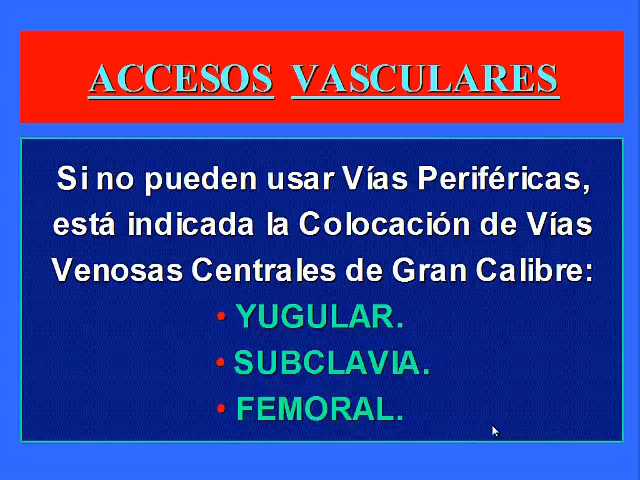 ACCESOS VASCULARES
Si no pueden usar Vías Periféricas,
está indicada la Colocación de Vías
Venosas Centrales de Gran Calibre:
• YUGULAR.
• SUBCLAVIA.
• FEMORAL.